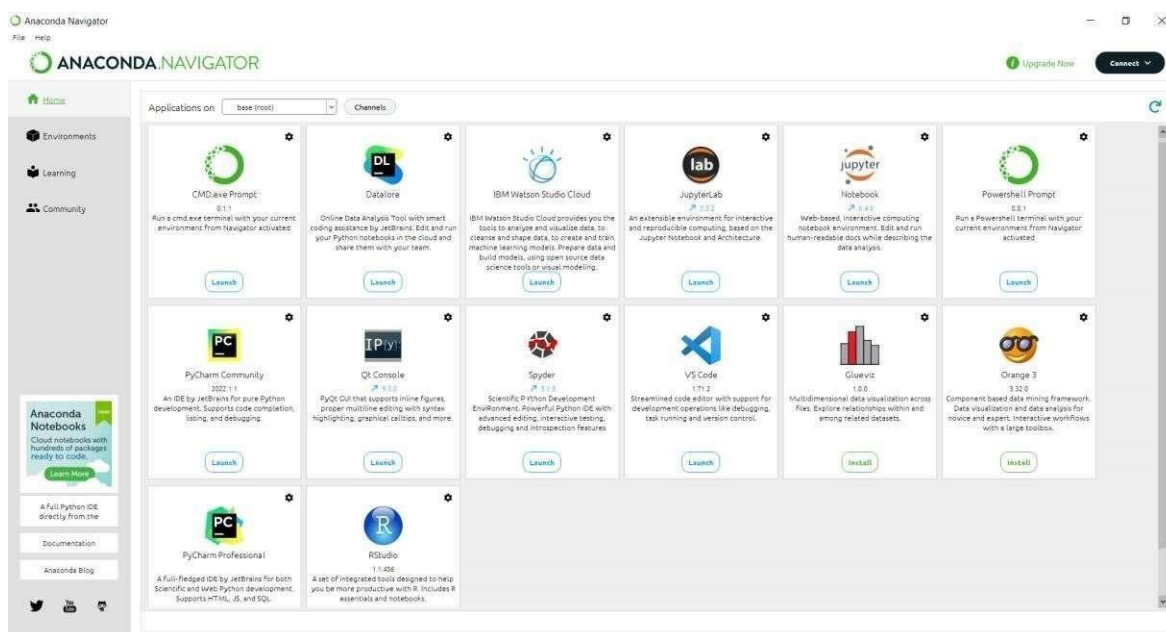 Anaconda Navigator
File Help
ANACONDA.NAVIGATOR
Upgrade Now
Connect
Home
Environments
Learning
Community
Applications on
base (root)
Channels
CMD.exe Prompt
0.1.1
Run a cmd.exe terminal with your current
environment from Navigator activated
Launch
DL
Datalore
Online Data Analysis Tool with smart
coding assistance by JetBrains. Edit and run
your Python notebooks in the cloud and
share them with your team.
Launch
IBM Watson Studio Cloud
IBM Watson Studio Cloud provides you the
tools to analyze and visualize data, to
cleanse and shape data, to create and train
machine learning models. Prepare data and
build models, using open source data
science tools or visual modeling.
Launch
lab
JupyterLab
An extensible environment for interactive
and reproducible computing, based on the
Jupyter Notebook and Architecture.
Launch
jupyter
Notebook
Web-based, interactive computing
notebook environment. Edit and run
human-readable docs while describing the
data analysis.
Launch
Powershell Prompt
0.0.1
Run a Powershell terminal with your
current environment from Navigator
activated
Launch
PC
PyCharm Community
2022.1.1
An IDE by JetBrains for pure Python
development. Supports code completion,
listing, and debugging.
Launch
IP[y]:
Qt Console
PyQt GUI that supports inline figures,
proper multiline editing with syntax
highlighting, graphical calltips, and more.
Launch
Spyder
Scientific PYthon Development
EnviRonment. Powerful Python IDE with
advanced editing, interactive testing,
debugging and introspection features
Launch
VS Code
1.71.2
Streamlined code editor with support for
development operations like debugging,
task running and version control.
Launch
Glueviz
1.0.0
Multidimensional data visualization across
files. Explore relationships within and
among related datasets.
Install
Orange 3
3.32.0
Component based data mining framework.
Data visualization and data analysis for
novice and expert. Interactive workflows
with a large toolbox.
Install
PC
PyCharm Professional
A full-fledged IDE by JetBrains for both
Scientific and Web Python development.
Supports HTML, JS, and SQL.
R
RStudio
1.1.456
A set of integrated tools designed to help
you be more productive with R. Includes R
essentials and notebooks.
Anaconda
Notebooks
Cloud notebooks with
hundreds of packages
ready to code.
Learn More
A full Python IDE
directly from the
Documentation
Anaconda Blog